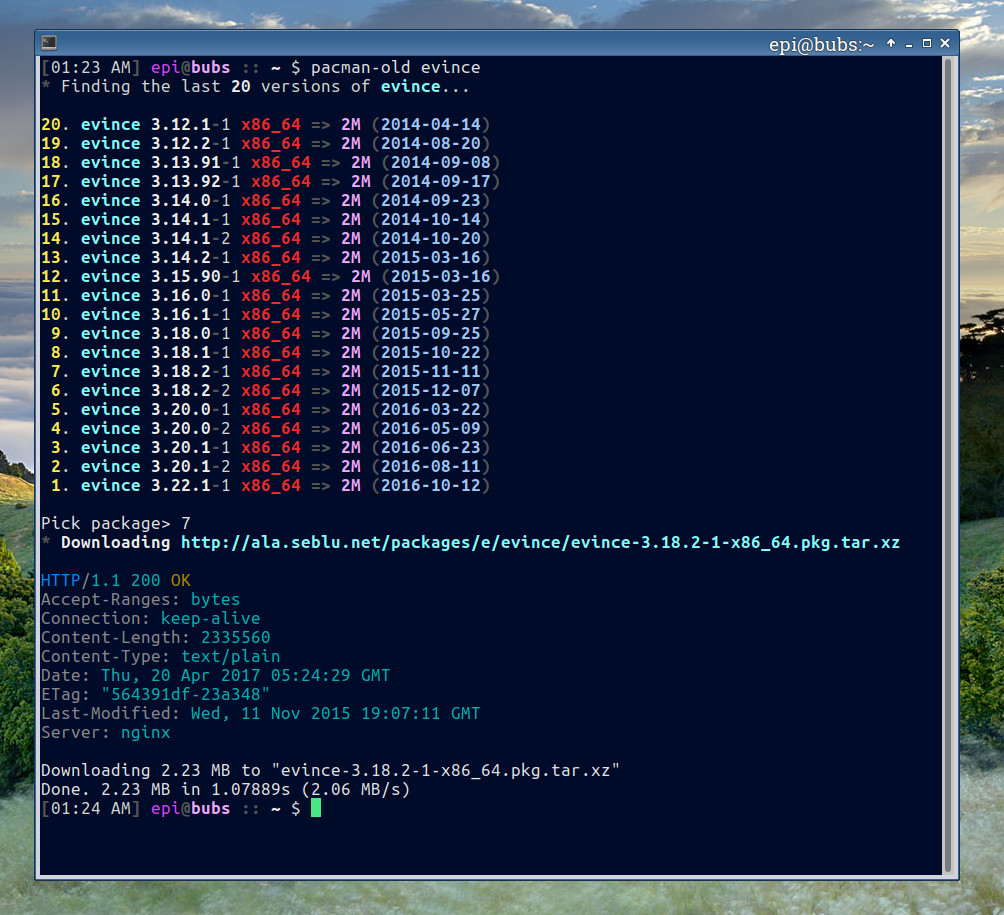 epi@bubs:~
[01:23 AM] epi@bubs :: ~ $ pacman-old evince
* Finding the last 20 versions of evince...
20. evince 3.12.1-1 x86_64 => 2M (2014-04-14)
19. evince 3.12.2-1 x86_64 => 2M (2014-08-20)
18. evince 3.13.91-1 x86_64 => 2M (2014-09-08)
17. evince 3.13.92-1 x86_64 => 2M (2014-09-17)
16. evince 3.14.0-1 x86_64 => 2M (2014-09-23)
15. evince 3.14.1-1 x86_64 => 2M (2014-10-14)
14. evince 3.14.1-2 x86_64 => 2M (2014-10-20)
13. evince 3.14.2-1 x86_64 => 2M (2015-03-16)
12. evince 3.15.90-1 x86_64 => 2M (2015-03-16)
11. evince 3.16.0-1 x86_64 => 2M (2015-03-25)
10. evince 3.16.1-1 x86_64 => 2M (2015-05-27)
9. evince 3.18.0-1 x86_64 => 2M (2015-09-25)
8. evince 3.18.1-1 x86_64 => 2M (2015-10-22)
7. evince 3.18.2-1 x86_64 => 2M (2015-11-11)
6. evince 3.18.2-2 x86_64 => 2M (2015-12-07)
5. evince 3.20.0-1 x86_64 => 2M (2016-03-22)
4. evince 3.20.0-2 x86_64 => 2M (2016-05-09)
3. evince 3.20.1-1 x86_64 => 2M (2016-06-23)
2. evince 3.20.1-2 x86_64 => 2M (2016-08-11)
1. evince 3.22.1-1 x86_64 => 2M (2016-10-12)
Pick package> 7
* Downloading http://ala.seblu.net/packages/e/evince/evince-3.18.2-1-x86_64.pkg.tar.xz
HTTP/1.1 200 OK
Accept-Ranges: bytes
Connection: keep-alive
Content-Length: 2335560
Content-Type: text/plain
Date: Thu, 20 Apr 2017 05:24:29 GMT
ETag: "564391df-23a348"
Last-Modified: Wed, 11 Nov 2015 19:07:11 GMT
Server: nginx
Downloading 2.23 MB to "evince-3.18.2-1-x86_64.pkg.tar.xz"
Done. 2.23 MB in 1.07889s (2.06 MB/s)
[01:24 AM] epi@bubs :: ~ $